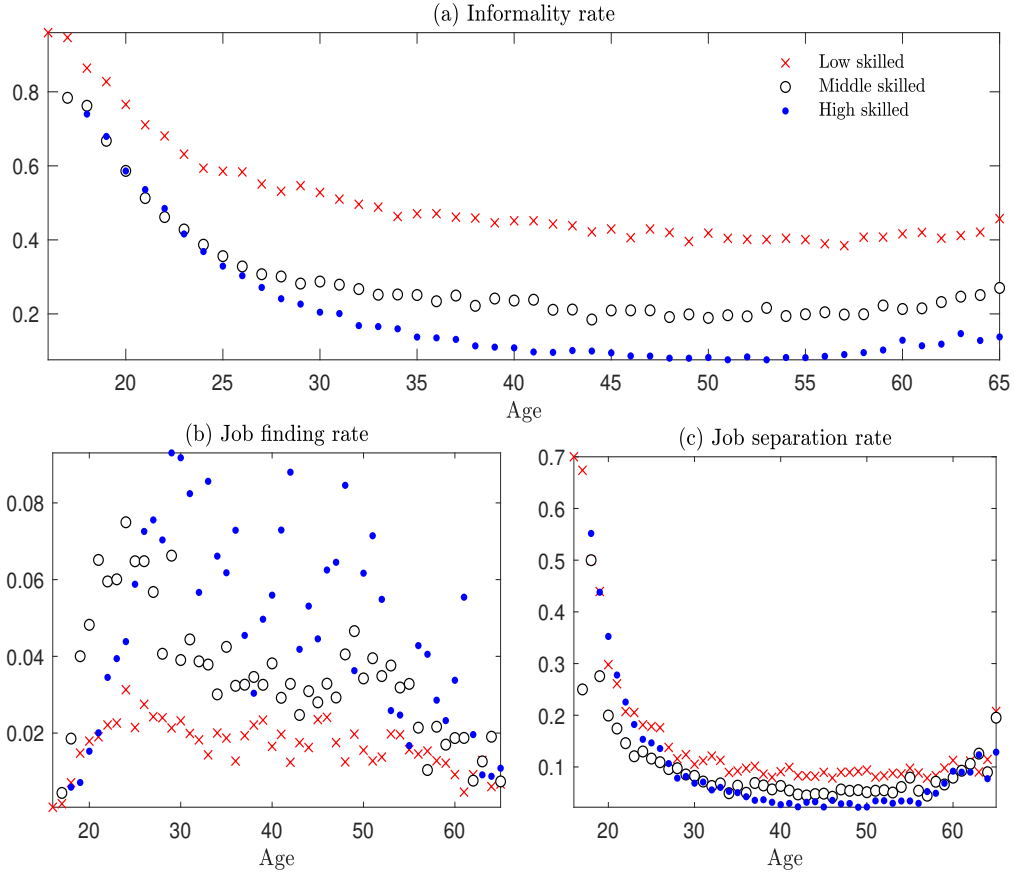 (a) Informality rate
Low skilled
Middle skilled
High skilled
0.8
0.6
0.4
0.2
20 25 30 35 40 45 50 55 60 65
Age
(b) Job finding rate
0.08
0.06
0.04
0.02
20 30 40 50 60
Age
(c) Job separation rate
0.7
0.6
0.5
0.4
0.3
0.2
0.1
20 30 40 50 60
Age